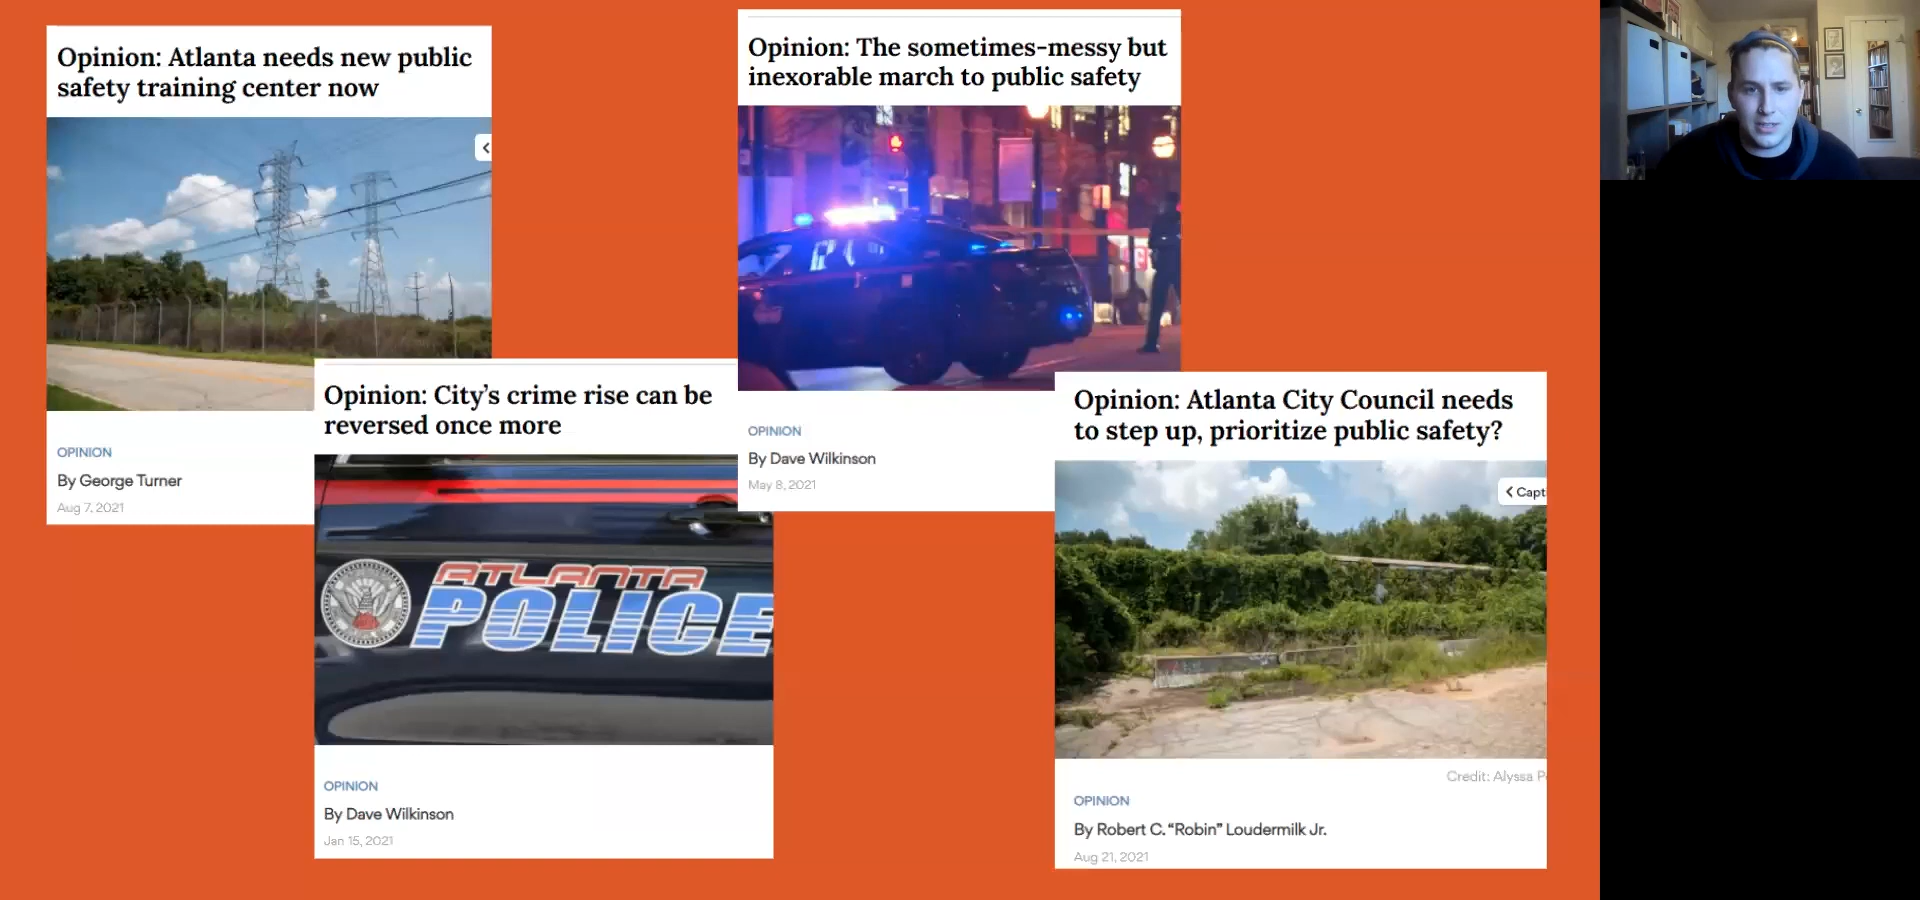 Opinion: Atlanta needs new public
safety training center now
OPINION
By George Turner
Aug 7, 2021
Opinion: City's crime rise can be
reversed once more
ATLANTA
POLICE
OPINION
By Dave Wilkinson
Jan 15, 2021
Opinion: The sometimes-messy but
inexorable march to public safety
OPINION
By Dave Wilkinson
May 8, 2021
Opinion: Atlanta City Council needs
to step up, prioritize public safety?
Credit: Alyssa
OPINION
By Robert C. “Robin” Loudermilk Jr.
Aug 21, 2021